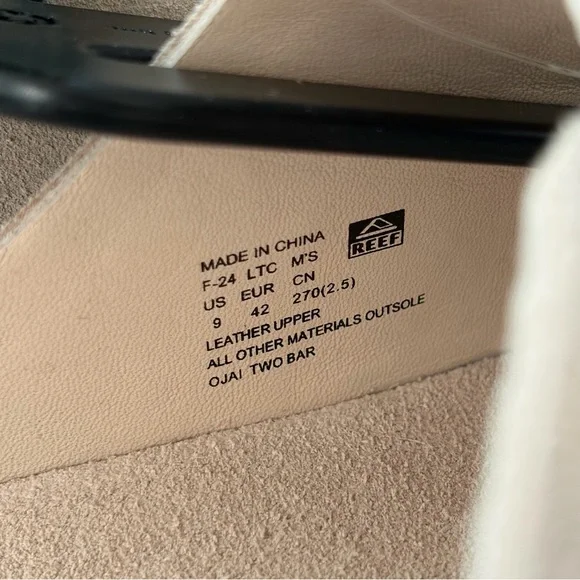 MADE IN CHINA
F-24 LTC M'S
US EUR CN
9 42 270(2.5)
LEATHER UPPER
ALL OTHER MATERIALS OUTSOLE
OJAI TWO BAR
REEF